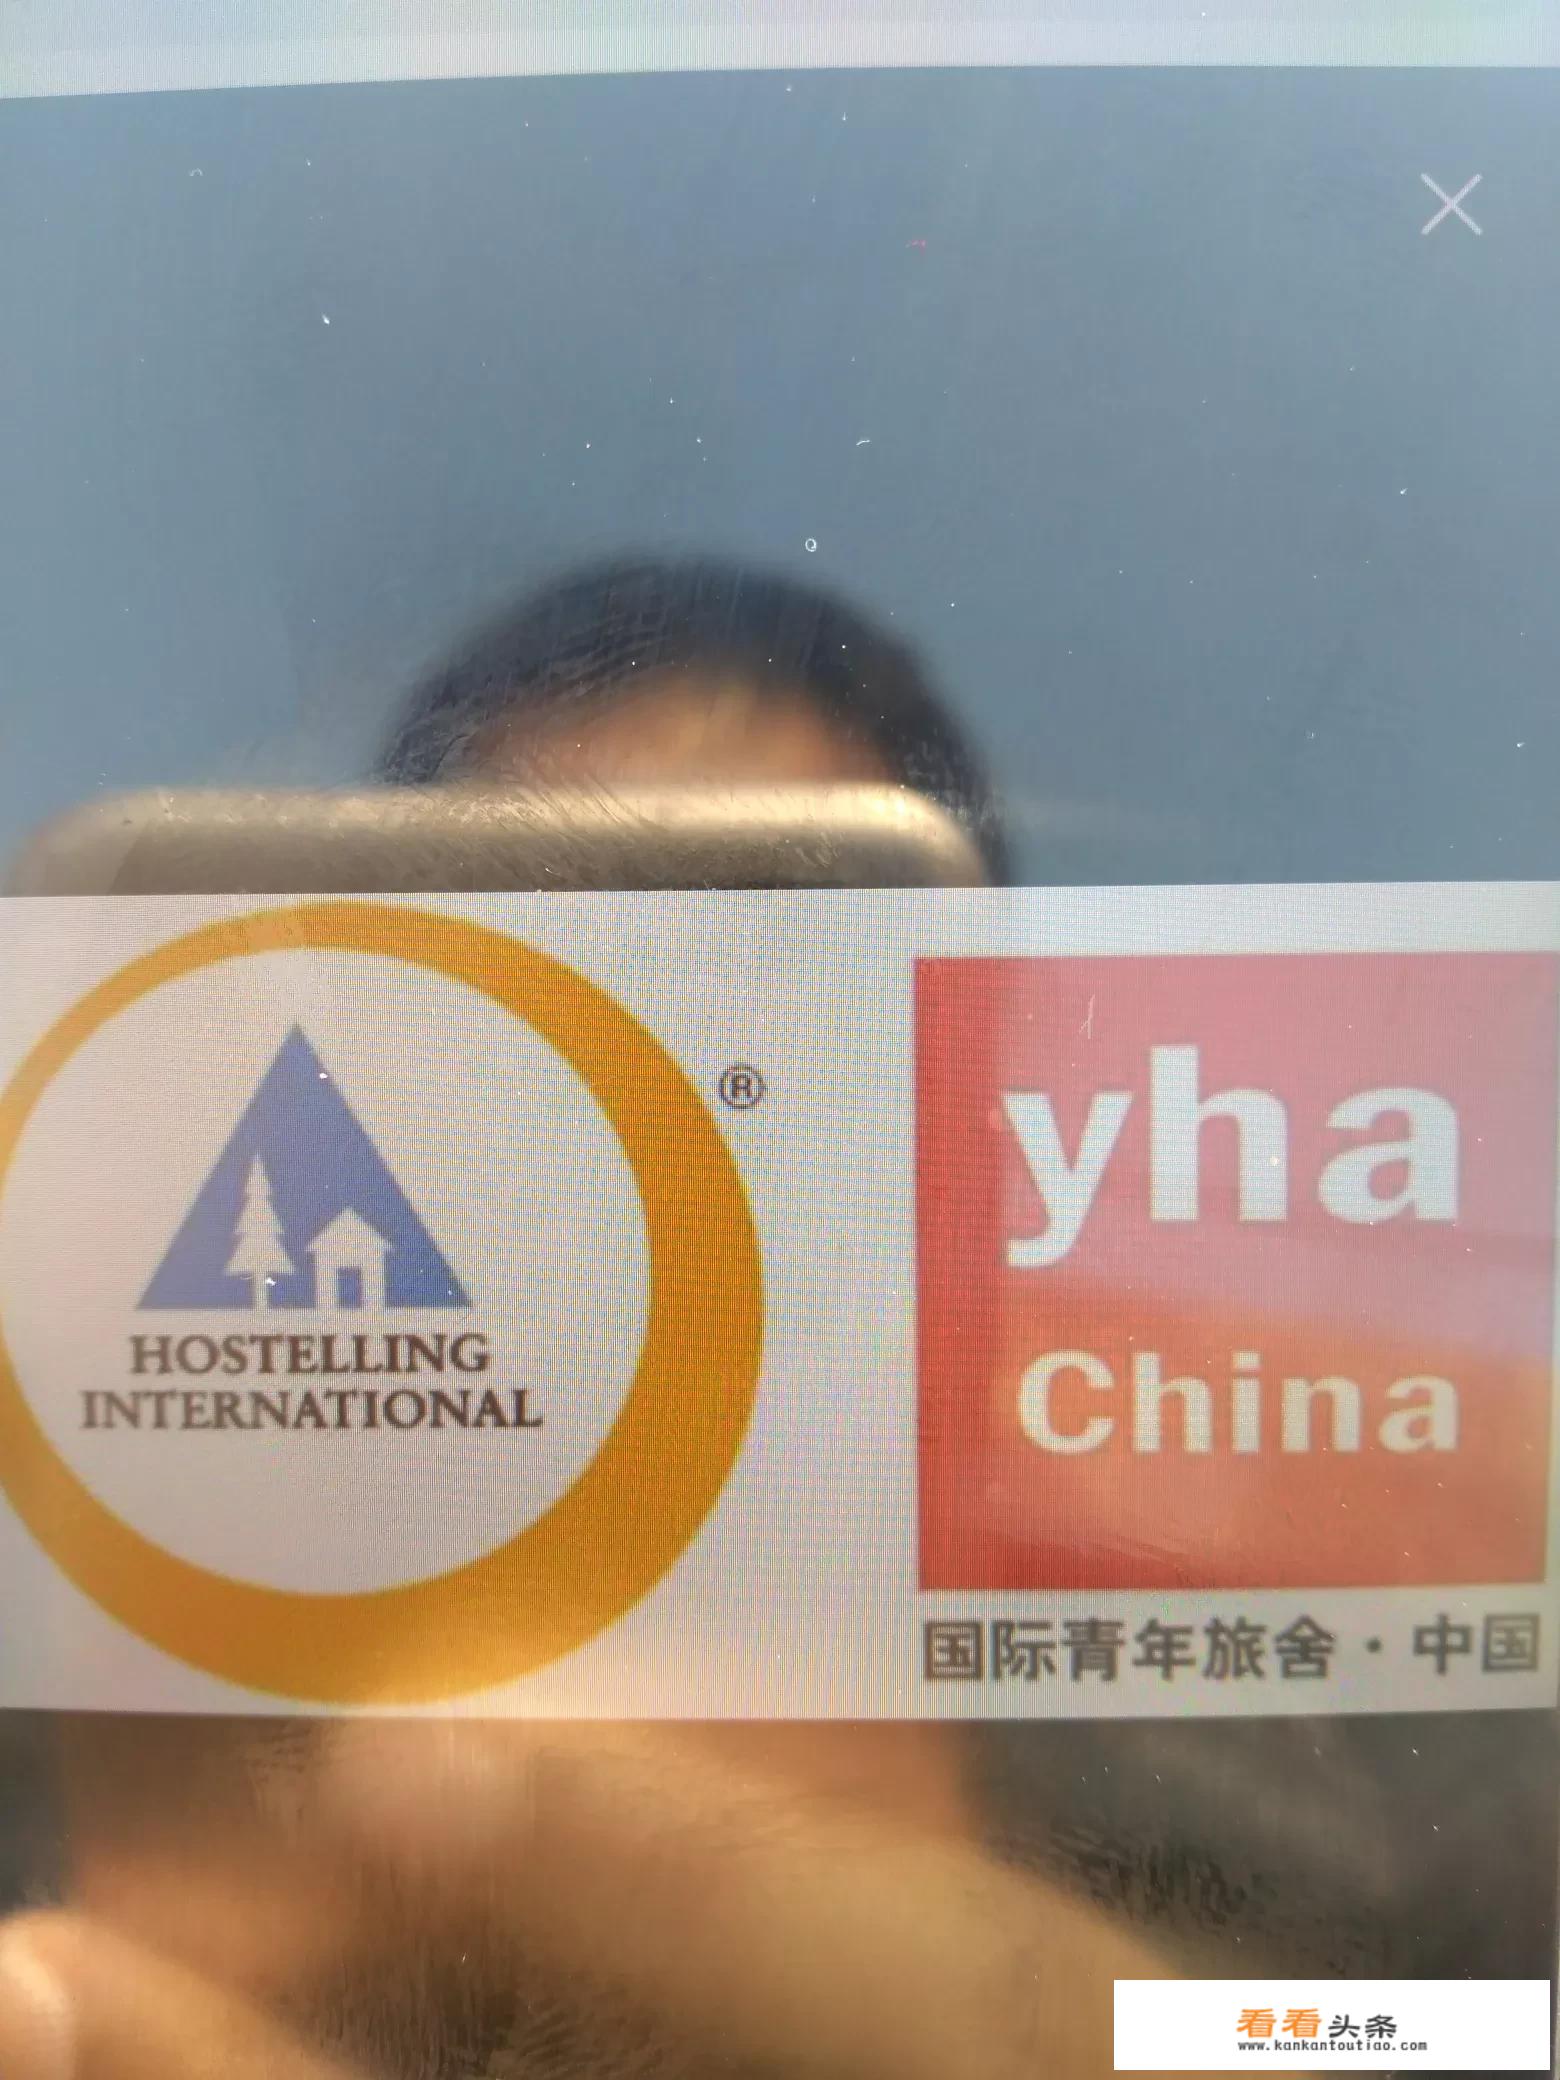 ®
HOSTELLING
INTERNATIONAL
yha
China
国际青年旅舍·中国
看看头条
www.kankantoutiao.com